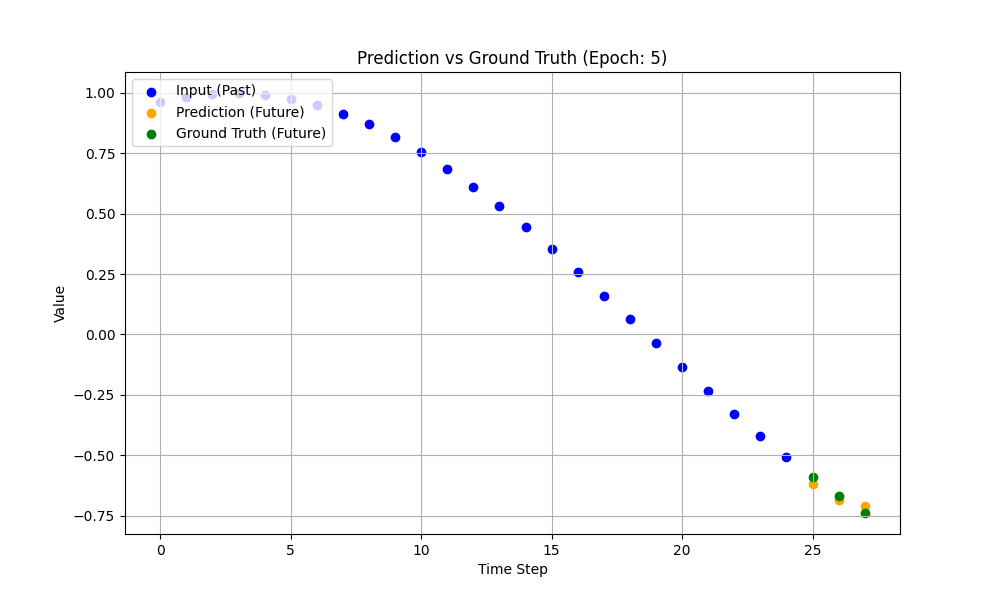 Prediction vs Ground Truth (Epoch: 5)
Input (Past)
Prediction (Future)
Ground Truth (Future)
1.00
0.75
0.50
0.25
0.00
−0.25
−0.50
−0.75
Value
0 5 10 15 20 25
Time Step